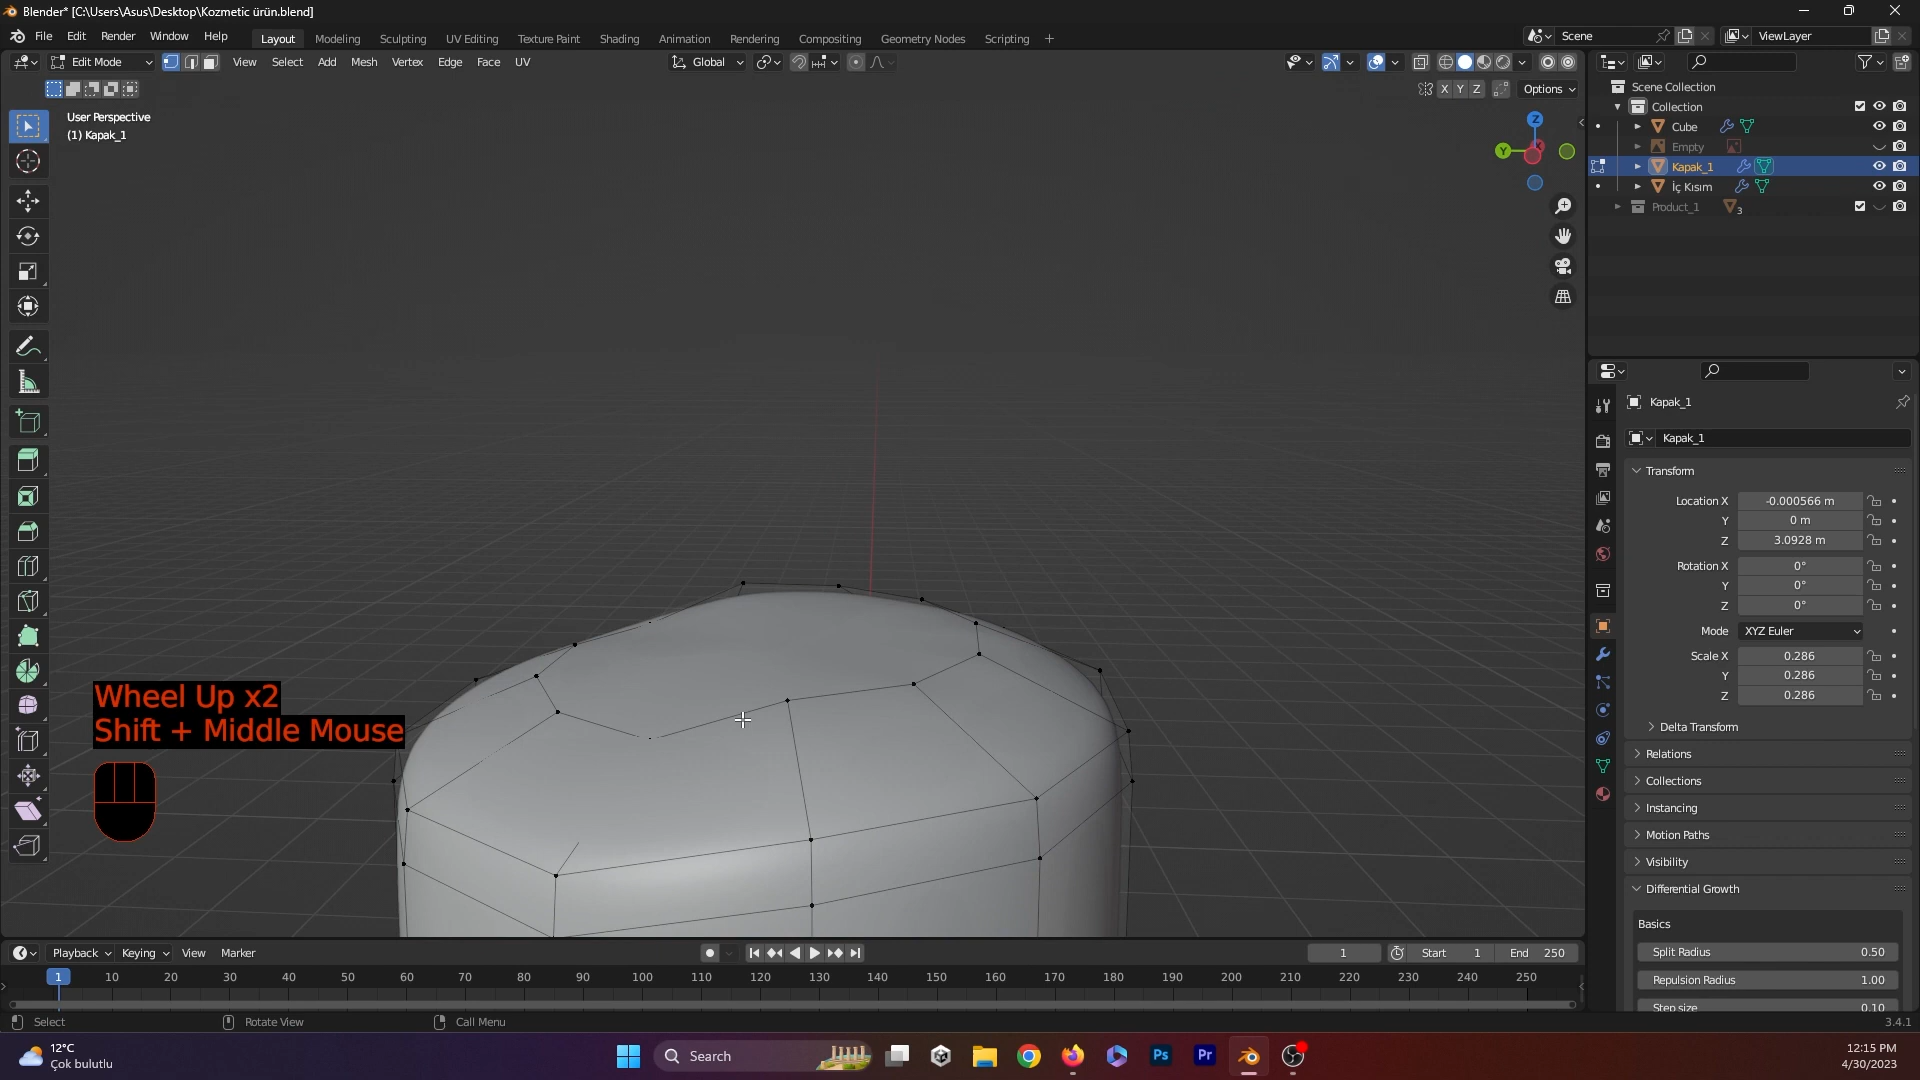 Blender* [C:\Users\Asus\Desktop\Kozmetic ürün.blend]
File Edit Render Window Help Layout Modeling Sculpting UV Editing Texture Paint Shading Animation Rendering Compositing Geometry Nodes Scripting + Scene ViewLayer
Edit Mode View Select Add Mesh Vertex Edge Face UV Global
X Y Z Options
User Perspective
(1) Kapak_1
Z
Y
Scene Collection
Collection
Cube
Empty
Kapak_1
İç Kısım
Product_1 3
Kapak_1
Kapak_1
Transform
Location X -0.000566 m
Y 0 m
Z 3.0928 m
Rotation X 0°
Y 0°
Z 0°
Mode XYZ Euler
Scale X 0.286
Y 0.286
Z 0.286
Delta Transform
Relations
Collections
Instancing
Motion Paths
Visibility
Differential Growth
Basics
Split Radius 0.50
Repulsion Radius 1.00
Step size 0.10
Wheel Up x2
Shift + Middle Mouse
Playback Keying View Marker 1 Start 1 End 250
1 10 20 30 40 50 60 70 80 90 100 110 120 130 140 150 160 170 180 190 200 210 220 230 240 250
Select Rotate View Call Menu 3.4.1
12°C
Çok bulutlu
Search
Ps
Pr
12:15 PM
4/30/2023